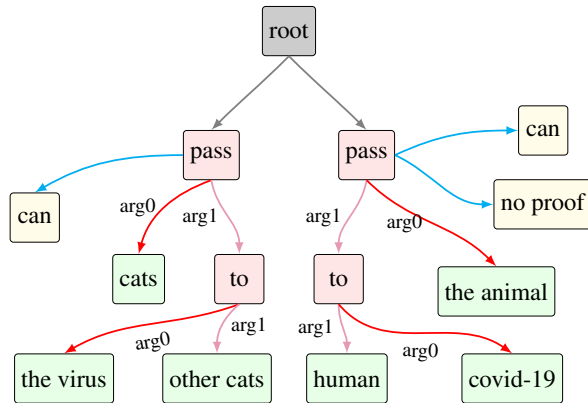 root
pass
pass
can
can
no proof
arg0
arg1
arg1
arg0
cats
to
to
the animal
arg0
arg1
arg1
arg0
the virus
other cats
human
covid-19